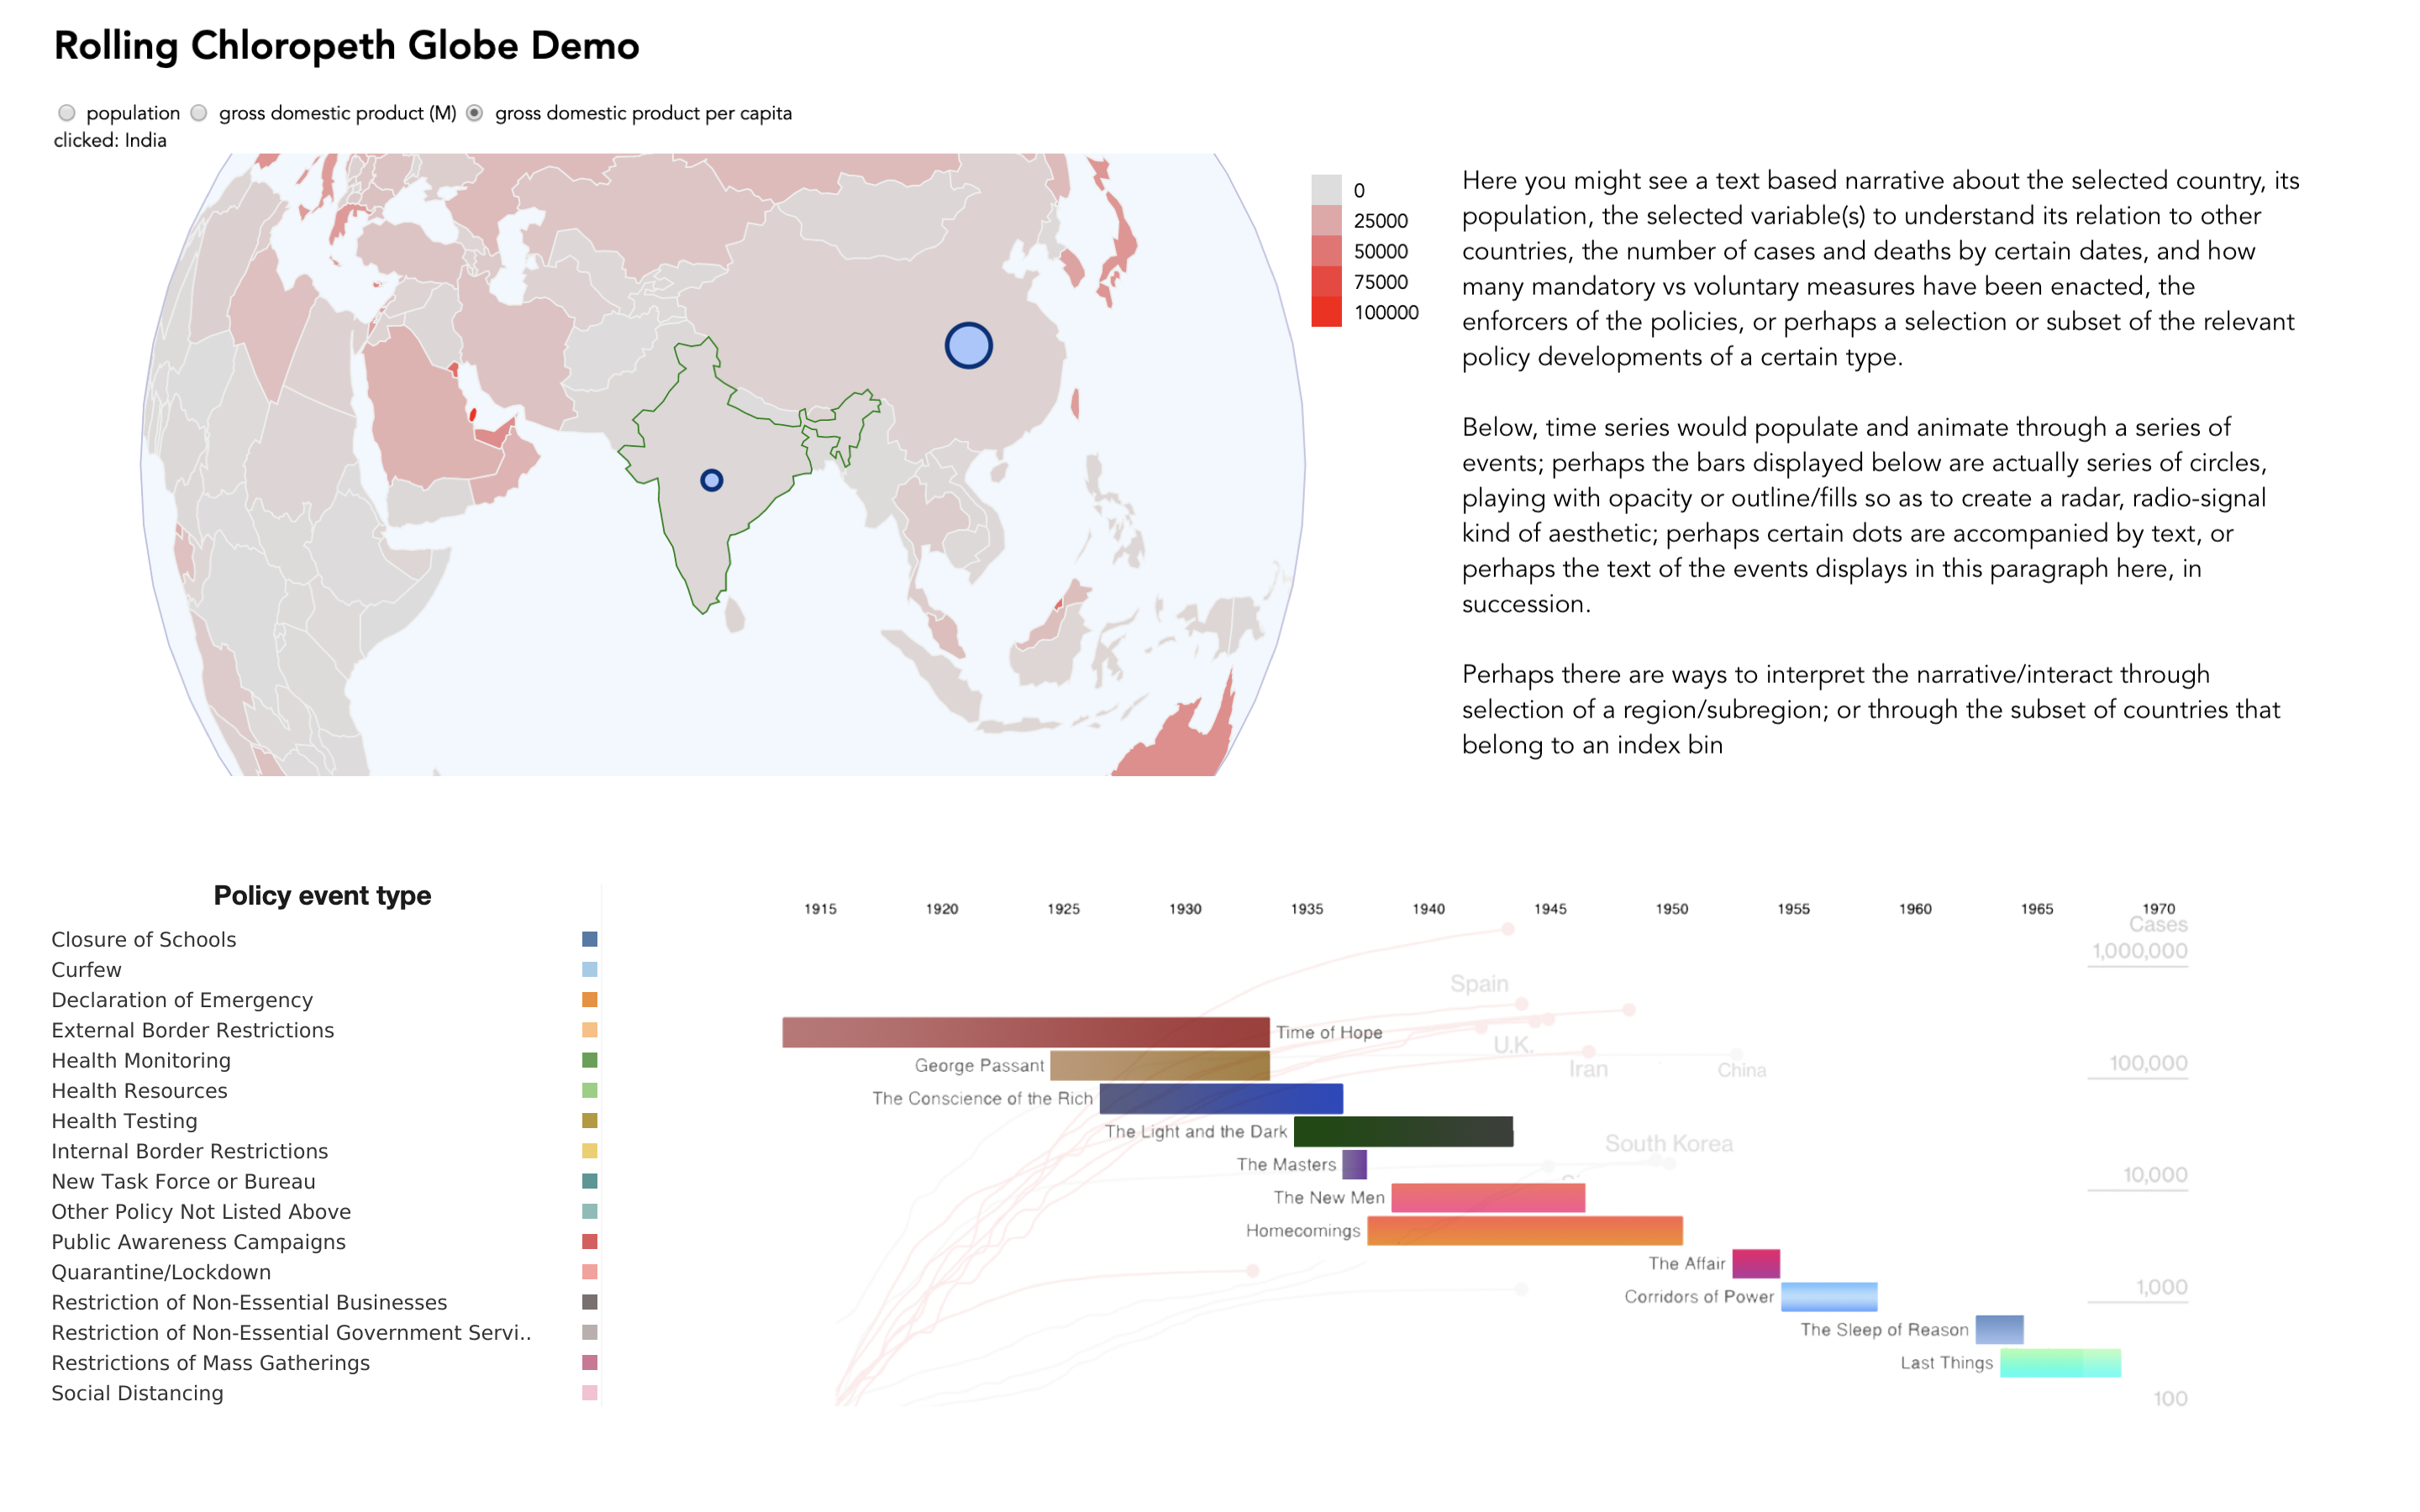 Rolling Chloropeth Globe Demo
population gross domestic product (M) gross domestic product per capita
clicked: India
0
25000
50000
75000
100000
Here you might see a text based narrative about the selected country, its
population, the selected variable(s) to understand its relation to other
countries, the number of cases and deaths by certain dates, and how
many mandatory vs voluntary measures have been enacted, the
enforcers of the policies, or perhaps a selection or subset of the relevant
policy developments of a certain type.
Below, time series would populate and animate through a series of
events; perhaps the bars displayed below are actually series of circles,
playing with opacity or outline/fills so as to create a radar, radio-signal
kind of aesthetic; perhaps certain dots are accompanied by text, or
perhaps the text of the events displays in this paragraph here, in
succession.
Perhaps there are ways to interpret the narrative/interact through
selection of a region/subregion; or through the subset of countries that
belong to an index bin
Policy event type
Closure of Schools
Curfew
Declaration of Emergency
External Border Restrictions
Health Monitoring
Health Resources
Health Testing
Internal Border Restrictions
New Task Force or Bureau
Other Policy Not Listed Above
Public Awareness Campaigns
Quarantine/Lockdown
Restriction of Non-Essential Businesses
Restriction of Non-Essential Government Servi..
Restrictions of Mass Gatherings
Social Distancing
1915 1920 1925 1930 1935 1940 1945 1950 1955 1960 1965 1970
Cases
1,000,000
Spain
Time of Hope
U.K.
George Passant
Iran
China
100,000
The Conscience of the Rich
The Light and the Dark
South Korea
The Masters
10,000
The New Men
Homecomings
The Affair
1,000
Corridors of Power
The Sleep of Reason
Last Things
100